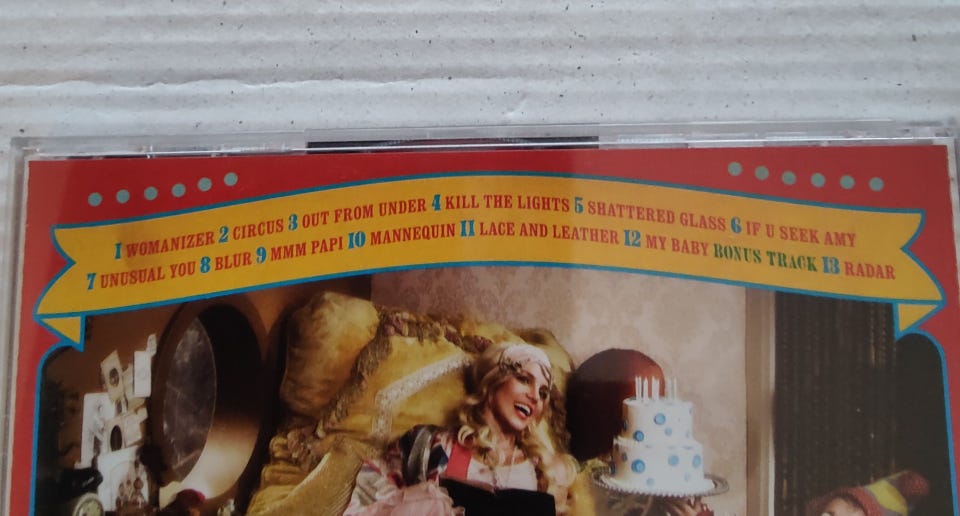 1 WOMANIZER 2 CIRCUS 3 OUT FROM UNDER 4 KILL THE LIGHTS 5 SHATTERED GLASS 6 IF U SEEK AMY
7 UNUSUAL YOU 8 BLUR 9 MMM PAPI 10 MANNEQUIN 11 LACE AND LEATHER 12 MY BABY BONUS TRACK 13 RADAR